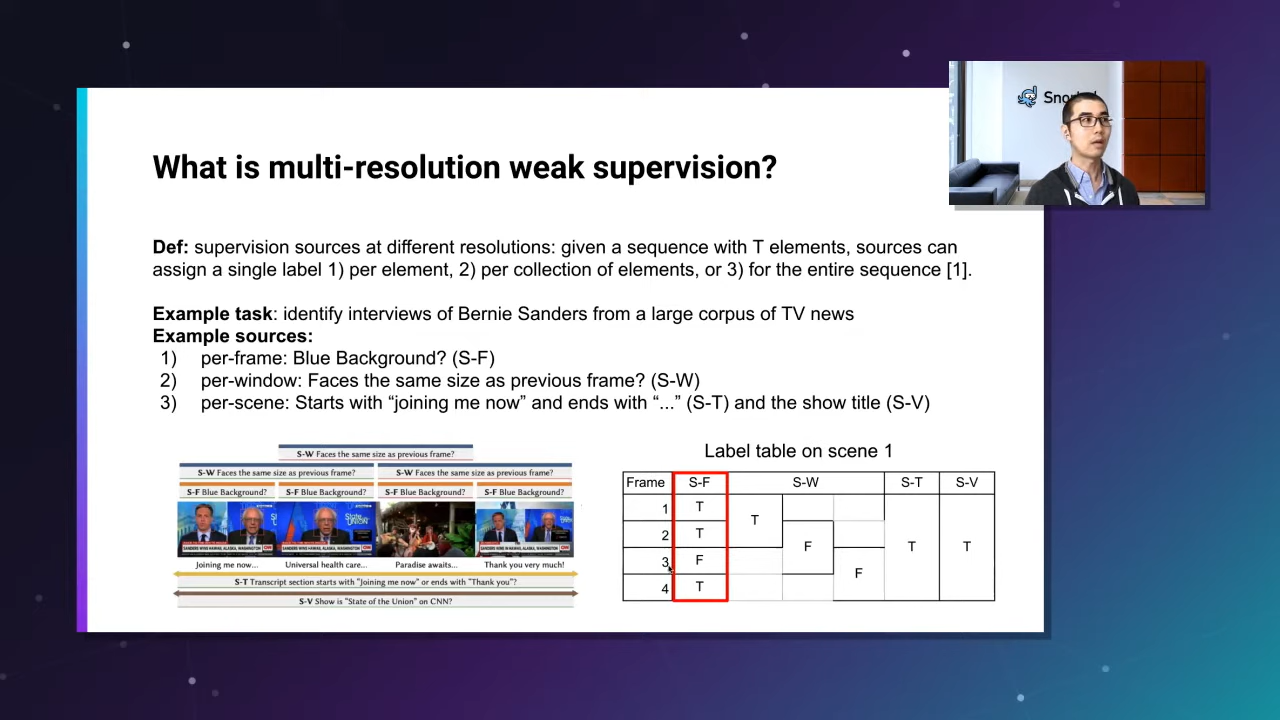 Snorkel
What is multi-resolution weak supervision?
Def: supervision sources at different resolutions: given a sequence with T elements, sources can
assign a single label 1) per element, 2) per collection of elements, or 3) for the entire sequence [1].
Example task: identify interviews of Bernie Sanders from a large corpus of TV news
Example sources:
1) per-frame: Blue Background? (S-F)
2) per-window: Faces the same size as previous frame? (S-W)
3) per-scene: Starts with “joining me now” and ends with “...” (S-T) and the show title (S-V)
S-W Faces the same size as previous frame?
S-W Faces the same size as previous frame? S-W Faces the same size as previous frame?
S-F Blue Background? S-F Blue Background? S-F Blue Background? S-F Blue Background?
Joining me now... Universal health care... Paradise awaits... Thank you very much!
S-T Transcript section starts with "Joining me now" or ends with "Thank you"?
S-V Show is "State of the Union" on CNN?
Label table on scene 1
Frame S-F S-W S-T S-V
1 T
T
2 T
F T T
3 F
F
4 T